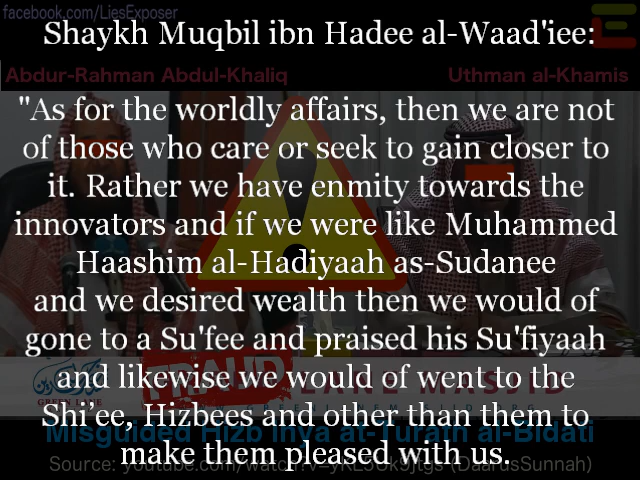 facebook.com/LiesExposer
Shaykh Muqbil ibn Hadee al-Waad'iee:
Abdur-Rahman Abdul-Khaliq
Uthman al-Khamis
"As for the worldly affairs, then we are not
of those who care or seek to gain closer to
it. Rather we have enmity towards the
innovators and if we were like Muhammed
Haashim al-Hadiyaah as-Sudanee
and we desired wealth then we would of
gone to a Su'fee and praised his Su'fiyaah
FRAUD
and likewise we would of went to the
GREEN LANE MASJID
Shi’ee, Hizbees and other than them to
Misguided Hizb Ihya at-Turath al-Bidati
make them pleased with us.
Source: youtube.com/watch (DaarusSunnah)